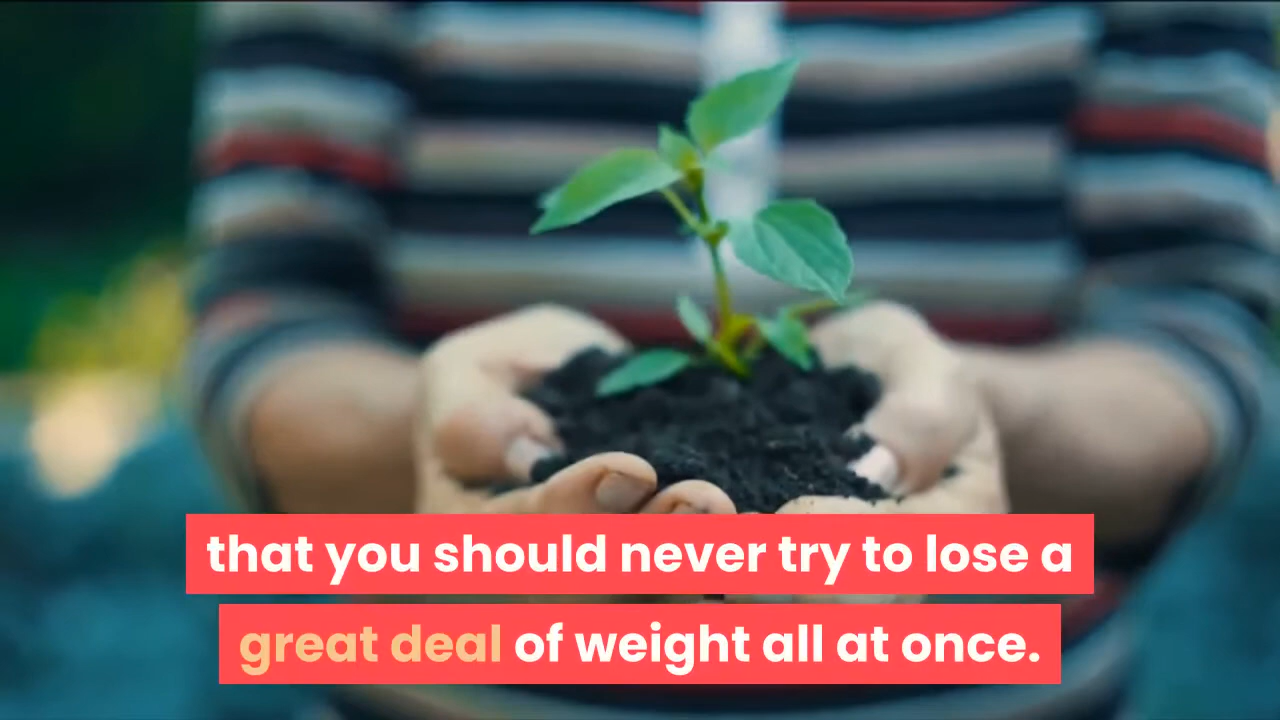 that you should never try to lose a
great deal of weight all at once.